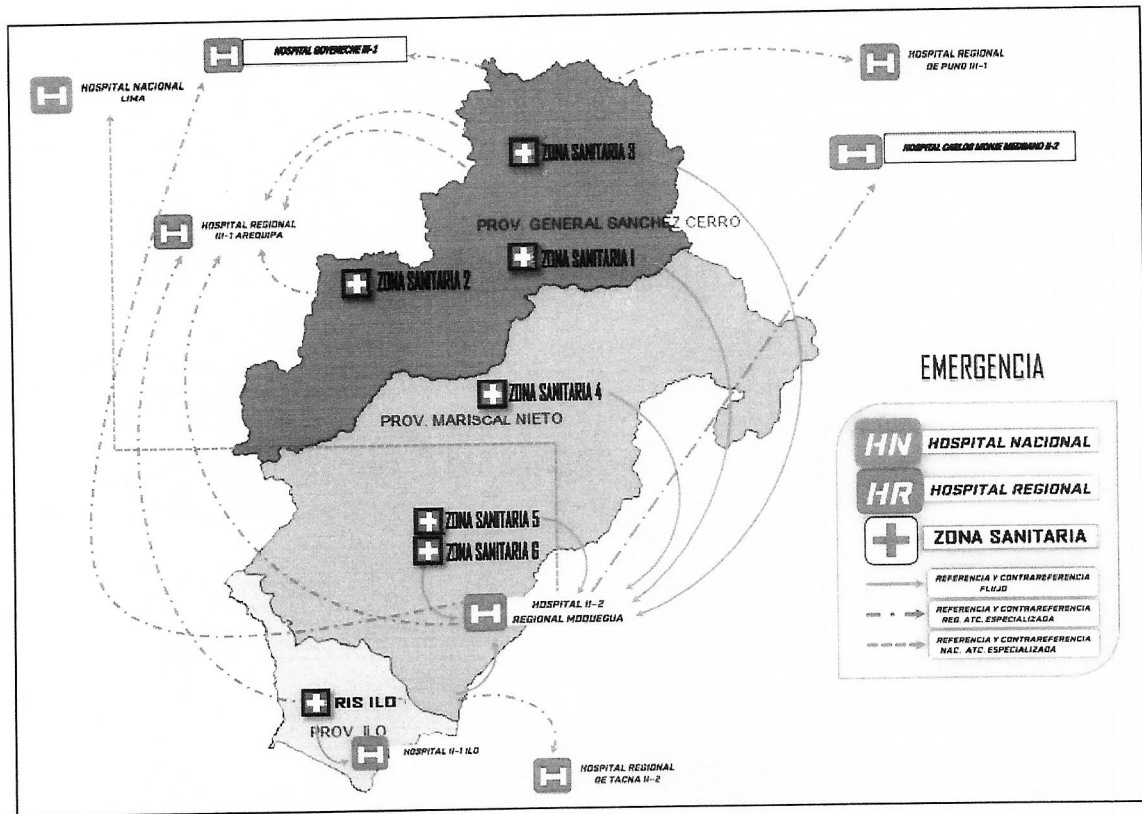 HOSPITAL GOYENECHE III-1
HOSPITAL NACIONAL
LIMA
HOSPITAL REGIONAL
DE PUNO III-1
HOSPITAL CARLOS MONJE MEDRANO II-2
ZONA SANITARIA 3
HOSPITAL REGIONAL
III-1 AREQUIPA
PROV. GENERAL SANCHEZ CERRO
ZONA SANITARIA 1
ZONA SANITARIA 2
ZONA SANITARIA 4
PROV. MARISCAL NIETO
ZONA SANITARIA 5
ZONA SANITARIA 6
HOSPITAL II-2
REGIONAL MOQUEGUA
RIS ILO
PROV. ILO
HOSPITAL II-1 ILO
HOSPITAL REGIONAL
DE TACNA II-2
EMERGENCIA
HN HOSPITAL NACIONAL
HR HOSPITAL REGIONAL
ZONA SANITARIA
REFERENCIA Y CONTRAREFERENCIA
FLUJO
REFERENCIA Y CONTRAREFERENCIA
REG. ATC. ESPECIALIZADA
REFERENCIA Y CONTRAREFERENCIA
NAC. ATC. ESPECIALIZADA